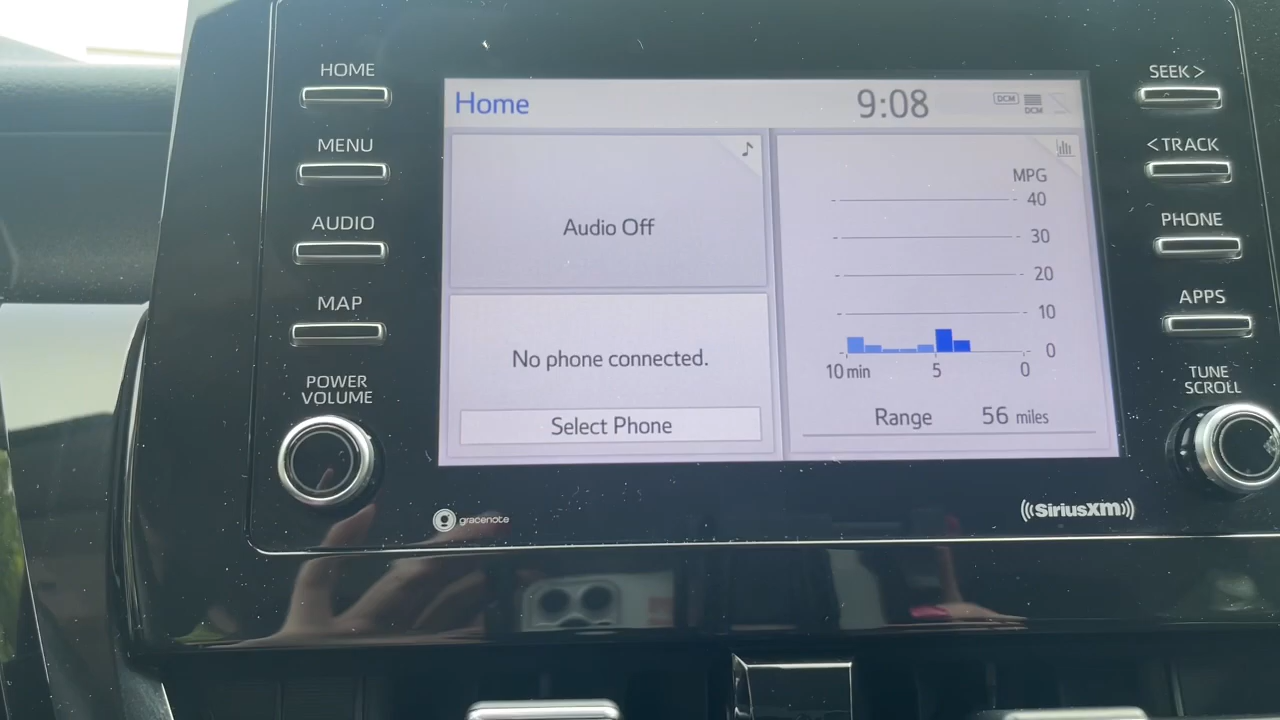 HOME
MENU
AUDIO
MAP
POWER
VOLUME
Home
9:08
DCM
DCM
Audio Off
No phone connected.
Select Phone
MPG
40
30
20
10
0
10 min
5
0
Range 56 miles
SEEK >
< TRACK
PHONE
APPS
TUNE
SCROLL
gracenote
((SiriusXM))